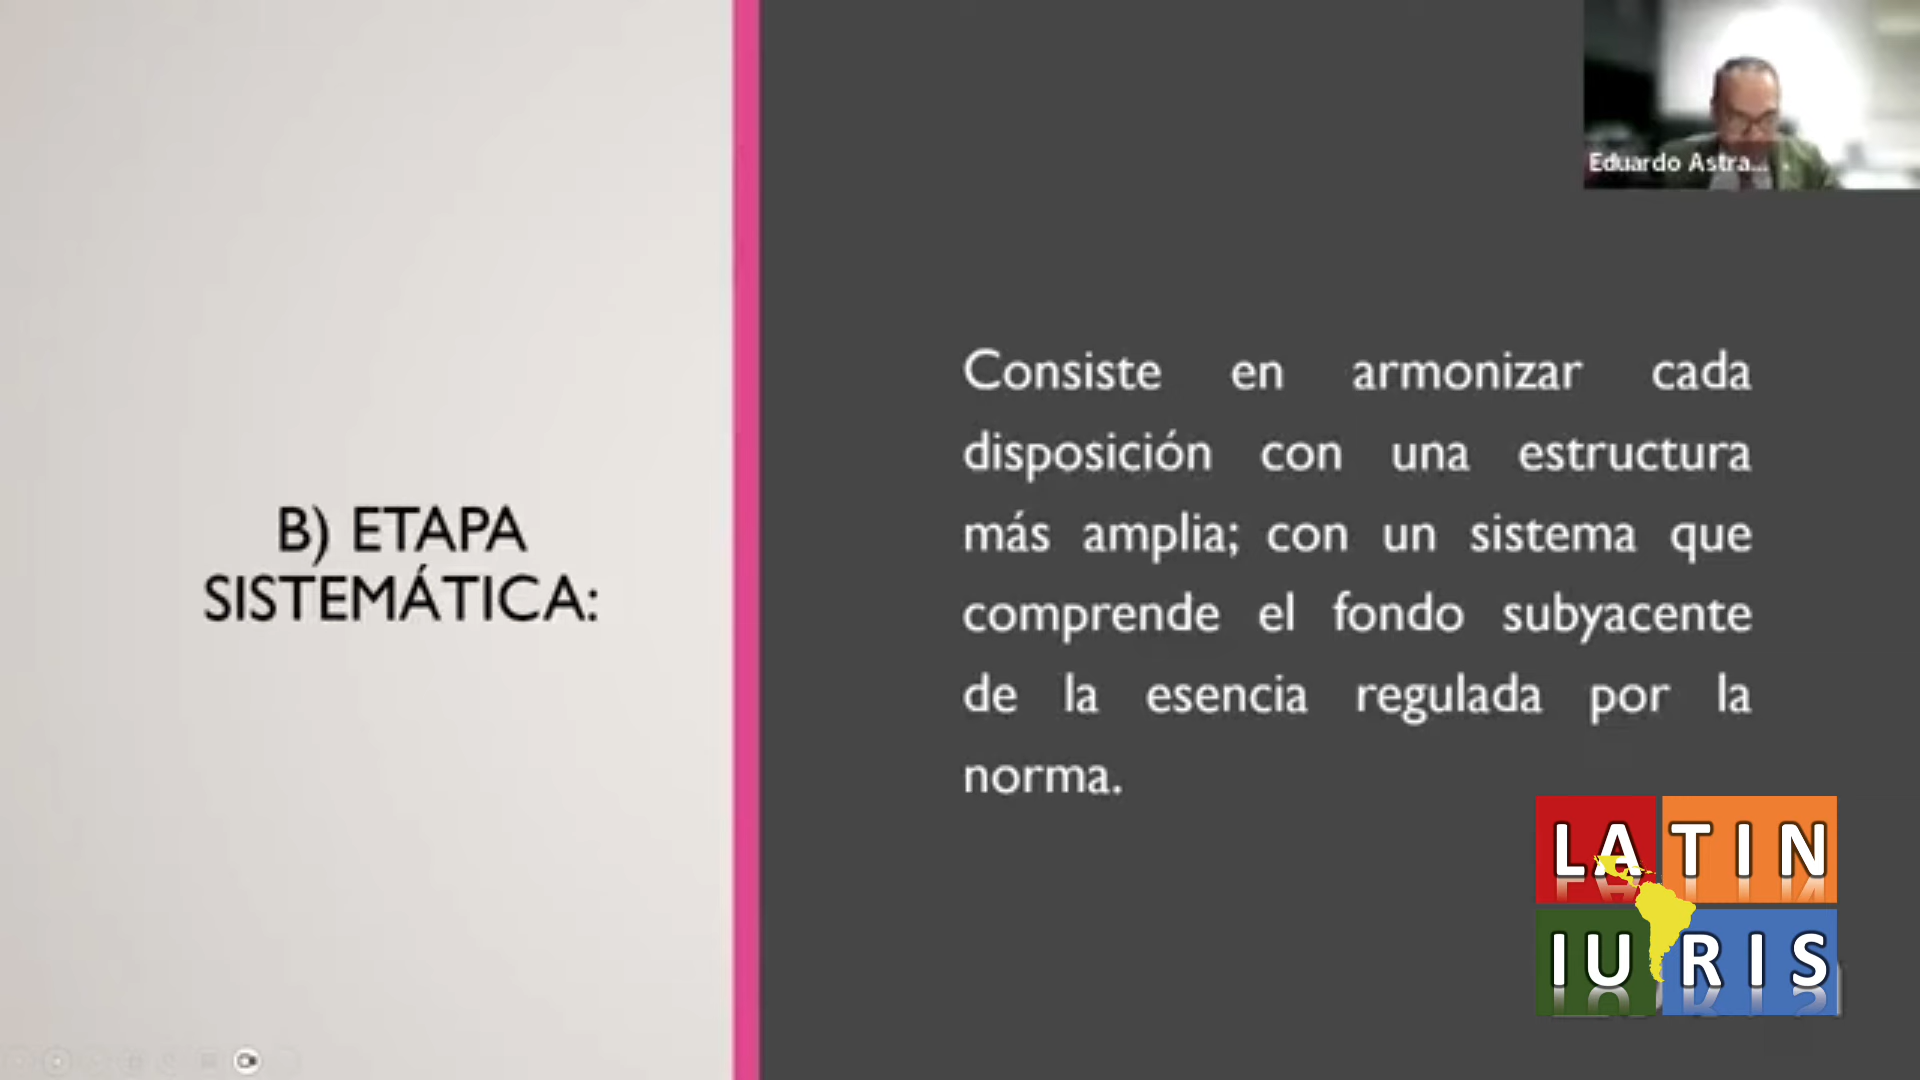 B) ETAPA
SISTEMÁTICA:
Consiste en armonizar cada
disposición con una estructura
más amplia; con un sistema que
comprende el fondo subyacente
de la esencia regulada por la
norma.
Eduardo Astra...
LATIN
IURIS